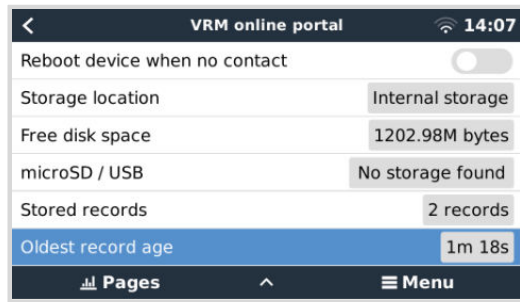 VRM online portal 14:07
Reboot device when no contact
Storage location Internal storage
Free disk space 1202.98M bytes
microSD / USB No storage found
Stored records 2 records
Oldest record age 1m 18s
Pages Menu